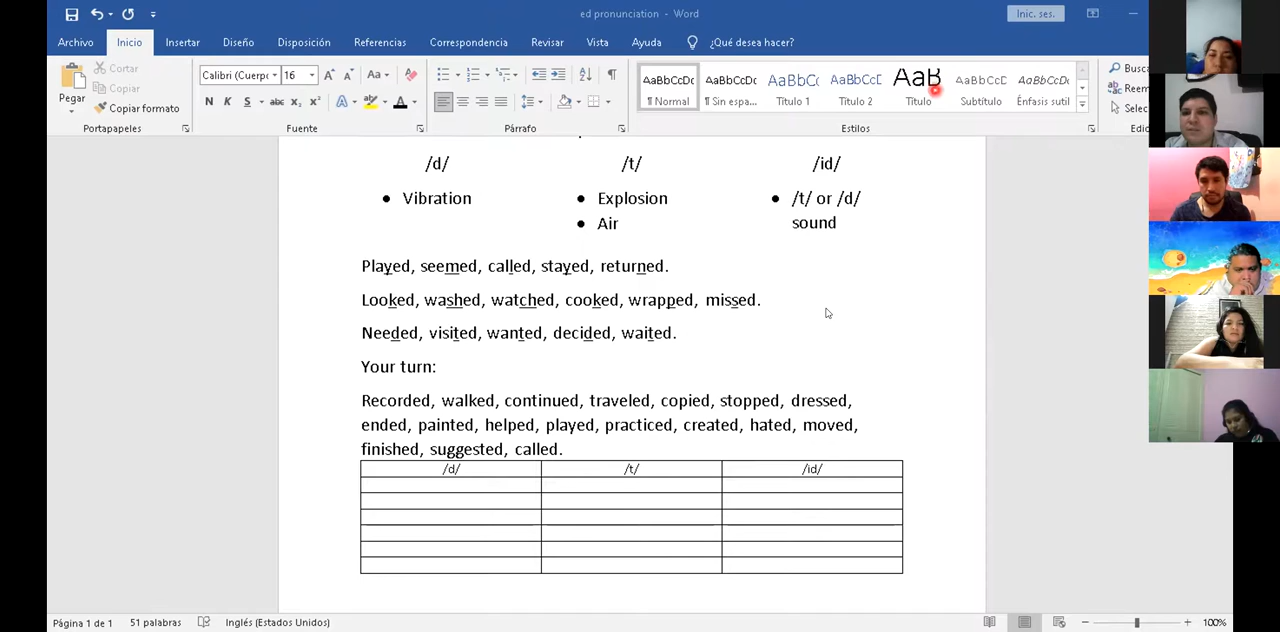 ed pronunciation - Word
Inic. ses.
Archivo Inicio Insertar Diseño Disposición Referencias Correspondencia Revisar Vista Ayuda ¿Qué desea hacer?
Pegar
Cortar
Copiar
Copiar formato
Portapapeles
Calibri (Cuerpo 16
Fuente
Párrafo
AaBbCcDc AaBbCcDc AaBbCc AaBbCcD AaB AaBbCcD AaBbCcDc
¶ Normal ¶ Sin espa... Título 1 Título 2 Título Subtítulo Énfasis sutil
Estilos
Busc
Reem
Selec
Edic
/d/ /t/ /id/
• Vibration • Explosion • /t/ or /d/
• Air sound
Played, seemed, called, stayed, returned.
Looked, washed, watched, cooked, wrapped, missed.
Needed, visited, wanted, decided, waited.
Your turn:
Recorded, walked, continued, traveled, copied, stopped, dressed,
ended, painted, helped, played, practiced, created, hated, moved,
finished, suggested, called.
/d/ /t/ /id/
Página 1 de 1 51 palabras Inglés (Estados Unidos) 100%